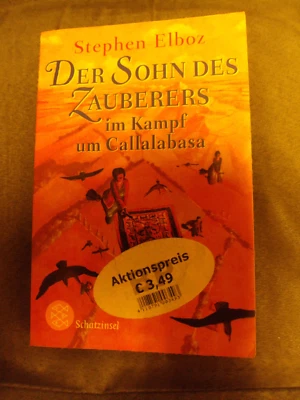 Stephen Elboz
DER SOHN DES
ZAUBERERS
im Kampf
um Callalabasa
Aktionspreis
€ 3,49
Schatzinsel